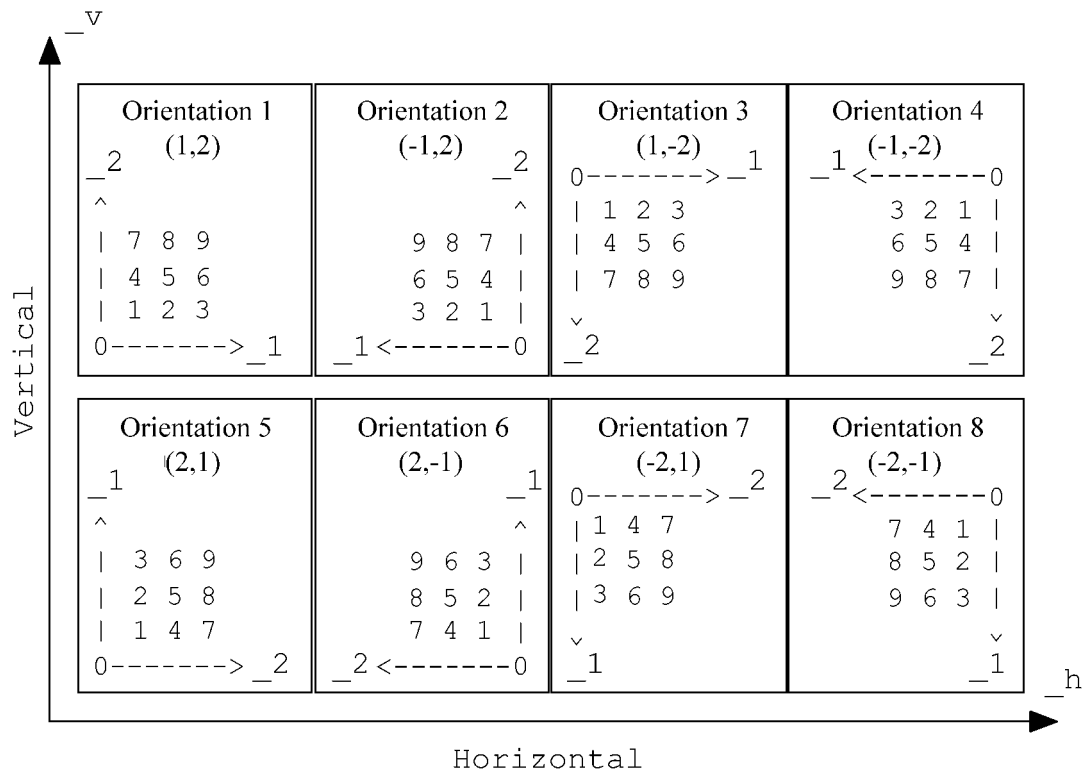 _v
Orientation 1
(1,2)
_2
^
| 7 8 9
| 4 5 6
| 1 2 3
0------->_1
Orientation 2
(-1,2)
_2
^
9 8 7 |
6 5 4 |
3 2 1 |
_1<-------0
Orientation 3
(1,-2)
0------->_1
| 1 2 3
| 4 5 6
| 7 8 9
v
_2
Orientation 4
(-1,-2)
_1<-------0
3 2 1 |
6 5 4 |
9 8 7 |
v
_2
Vertical
Orientation 5
(2,1)
_1
^
| 3 6 9
| 2 5 8
| 1 4 7
0-------> _2
Orientation 6
(2,-1)
_1
^
9 6 3 |
8 5 2 |
7 4 1 |
_2 <-------0
Orientation 7
(-2,1)
0-------> _2
| 1 4 7
| 2 5 8
| 3 6 9
v
_1
Orientation 8
(-2,-1)
_2<-------0
7 4 1 |
8 5 2 |
9 6 3 |
v
_1
_h
Horizontal